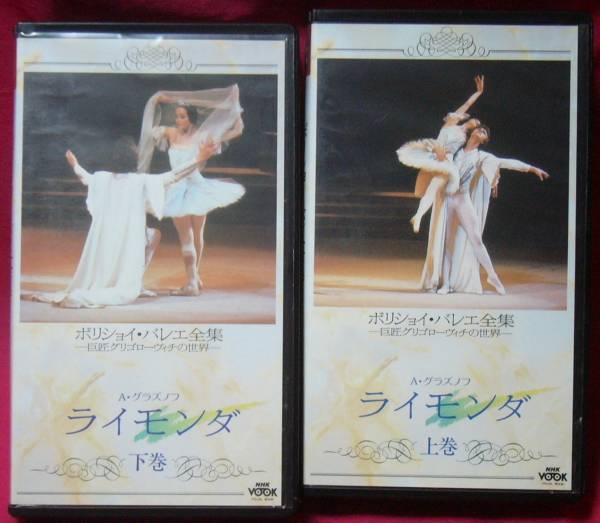 ボリショイ・バレエ全集
—巨匠グリゴローヴィチの世界—
A・グラズノフ
ライモンダ
下巻
NHK
VOOK
ボリショイ・バレエ全集
—巨匠グリゴローヴィチの世界—
A・グラズノフ
ライモンダ
上巻
NHK
VOOK